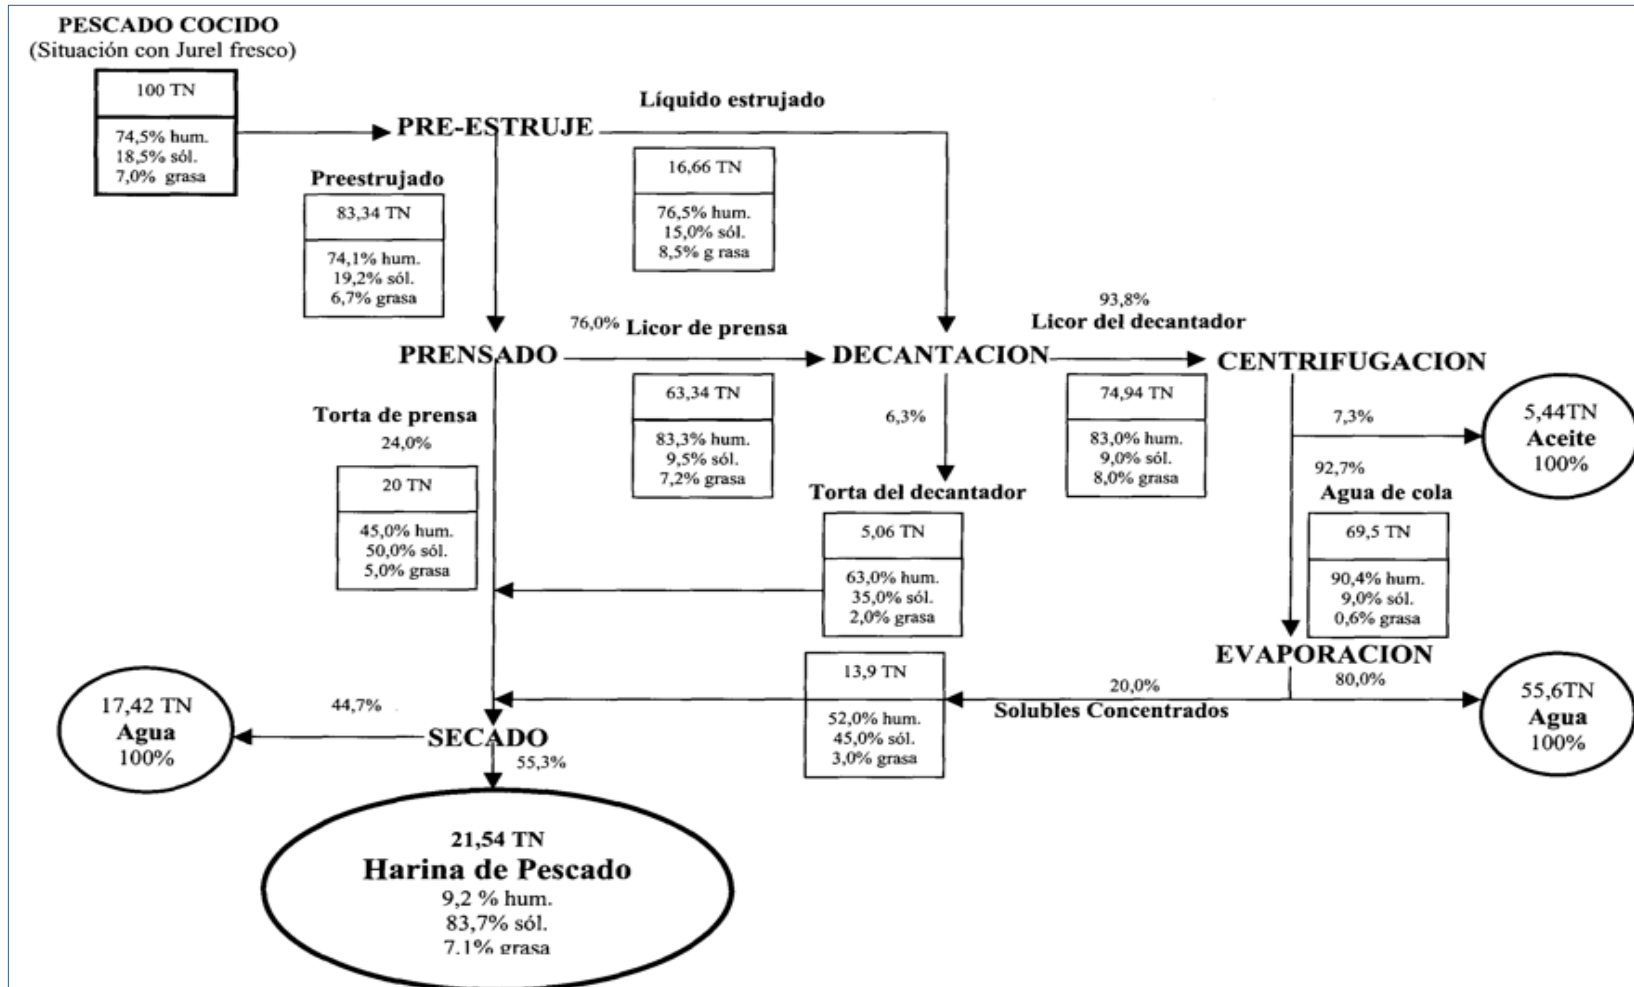 PESCADO COCIDO
(Situación con Jurel fresco)
100 TN
74,5% hum.
18,5% sól.
7,0% grasa
PRE-ESTRUJE
Líquido estrujado
16,66 TN
76,5% hum.
15,0% sól.
8,5% g rasa
Preestrujado
83,34 TN
74,1% hum.
19,2% sól.
6,7% grasa
PRENSADO
76,0%
Licor de prensa
63,34 TN
83,3% hum.
9,5% sól.
7,2% grasa
DECANTACION
93,8%
Licor del decantador
74,94 TN
83,0% hum.
9,0% sól.
8,0% grasa
CENTRIFUGACION
7,3%
5,44TN
Aceite
100%
Torta de prensa
24,0%
20 TN
45,0% hum.
50,0% sól.
5,0% grasa
6,3%
Torta del decantador
5,06 TN
63,0% hum.
35,0% sól.
2,0% grasa
92,7%
Agua de cola
69,5 TN
90,4% hum.
9,0% sól.
0,6% grasa
EVAPORACION
80,0%
55,6TN
Agua
100%
20,0%
Solubles Concentrados
13,9 TN
52,0% hum.
45,0% sól.
3,0% grasa
SECADO
44,7%
17,42 TN
Agua
100%
55,3%
21,54 TN
Harina de Pescado
9,2 % hum.
83,7% sól.
7,1% grasa